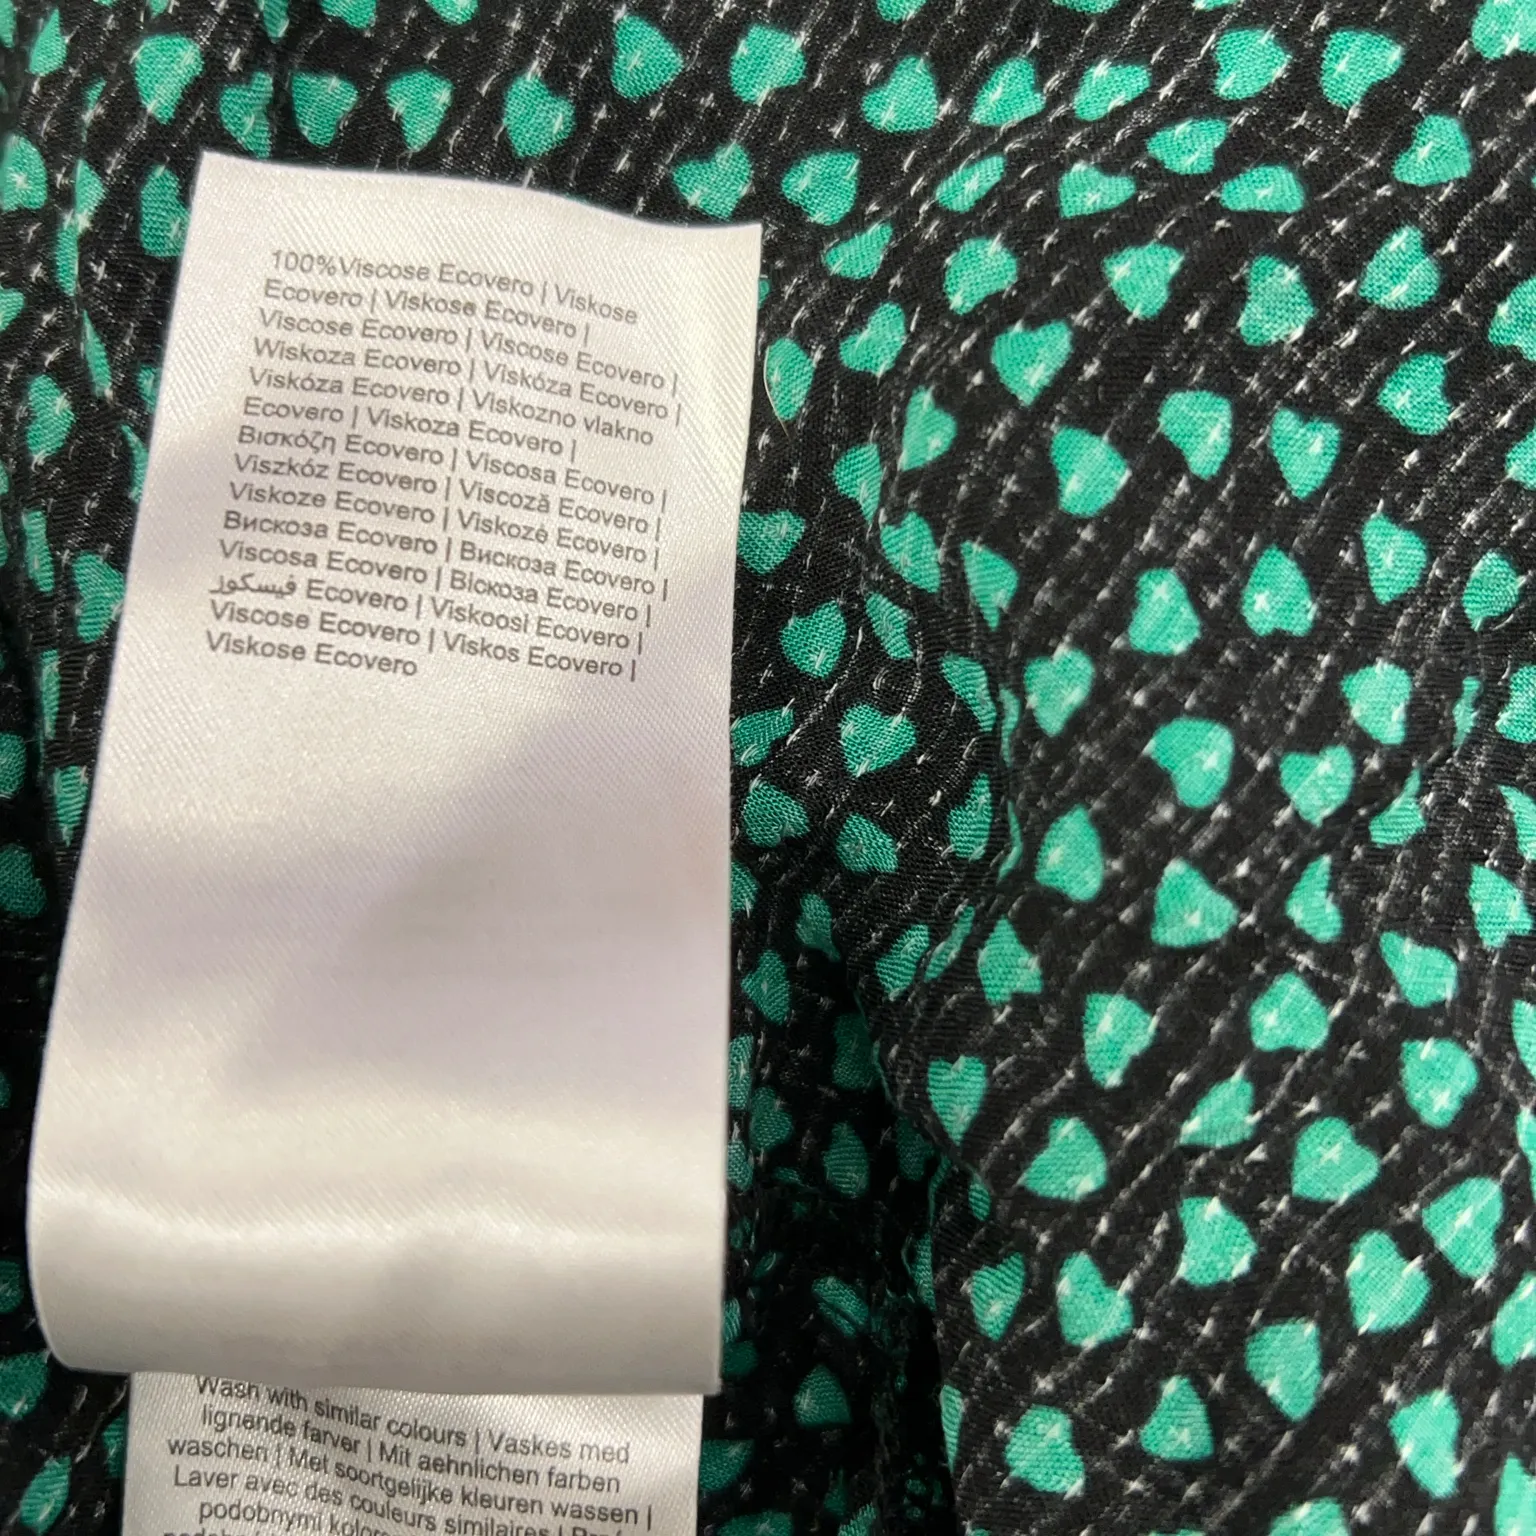 100%Viscose Ecovero | Viskose
Ecovero | Viskose Ecovero |
Viscose Ecovero | Viscose Ecovero |
Wiskoza Ecovero | Viskóza Ecovero |
Viskóza Ecovero | Viskozno vlakno
Ecovero | Viskoza Ecovero |
Βισκόζη Ecovero | Viscosa Ecovero |
Viszkóz Ecovero | Viscoză Ecovero |
Viskoze Ecovero | Viskozė Ecovero |
Вискоза Ecovero | Вискоза Ecovero |
Viscosa Ecovero | Віскоза Ecovero |
فيسكوز Ecovero | Viskoosi Ecovero |
Viscose Ecovero | Viskos Ecovero |
Viskose Ecovero
Wash with similar colours | Vaskes med
lignende farver | Mit aehnlichen farben
waschen | Met soortgelijke kleuren wassen |
Laver avec des couleurs similaires |
podobnymi